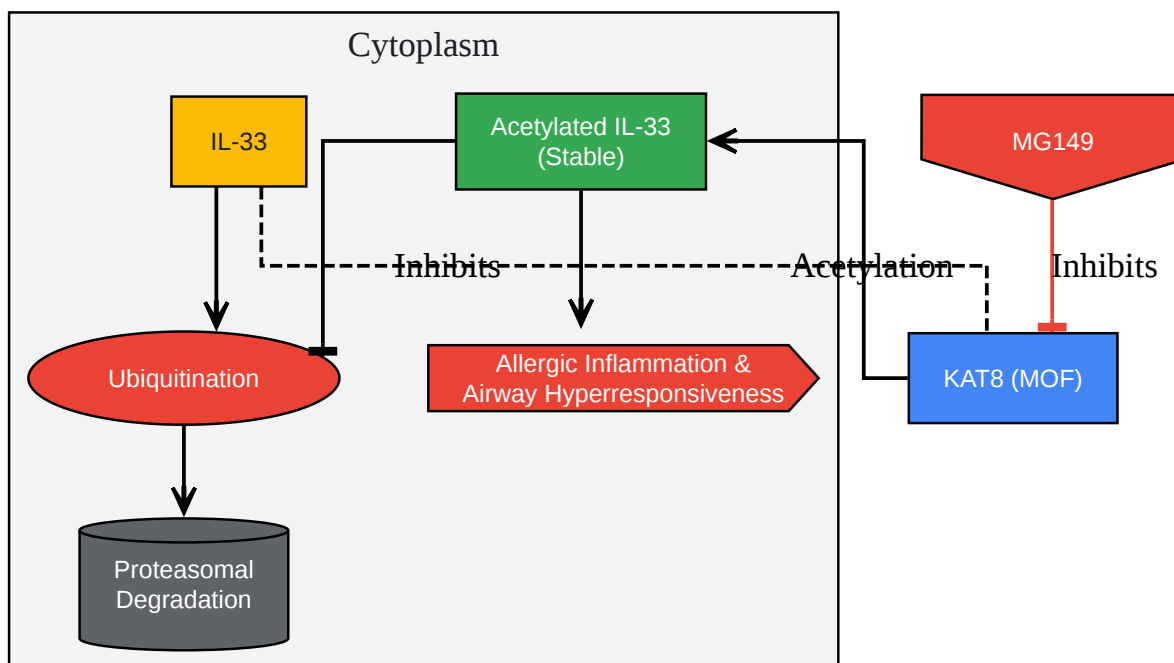 Cytoplasm
IL-33
Acetylated IL-33
(Stable)
MG149
Inhibits
Acetylation
Inhibits
Ubiquitination
Allergic Inflammation &
Airway Hyperresponsiveness
KAT8 (MOF)
Proteasomal
Degradation